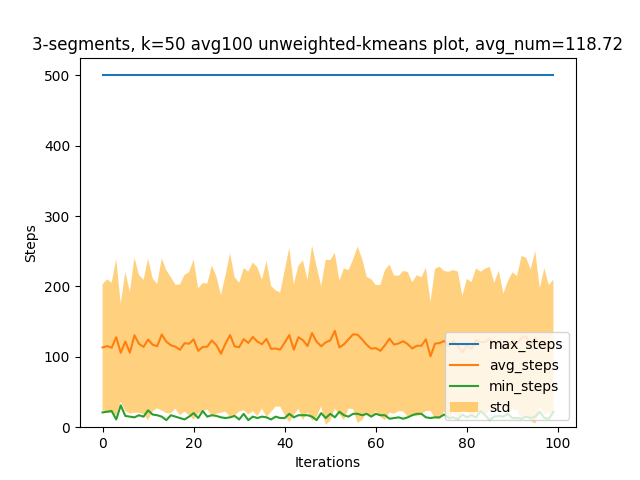 3-segments, k=50 avg100 unweighted-kmeans plot, avg_num=118.72
500
400
300
200
100
0
Steps
max_steps
avg_steps
min_steps
std
0
20
40
60
80
100
Iterations